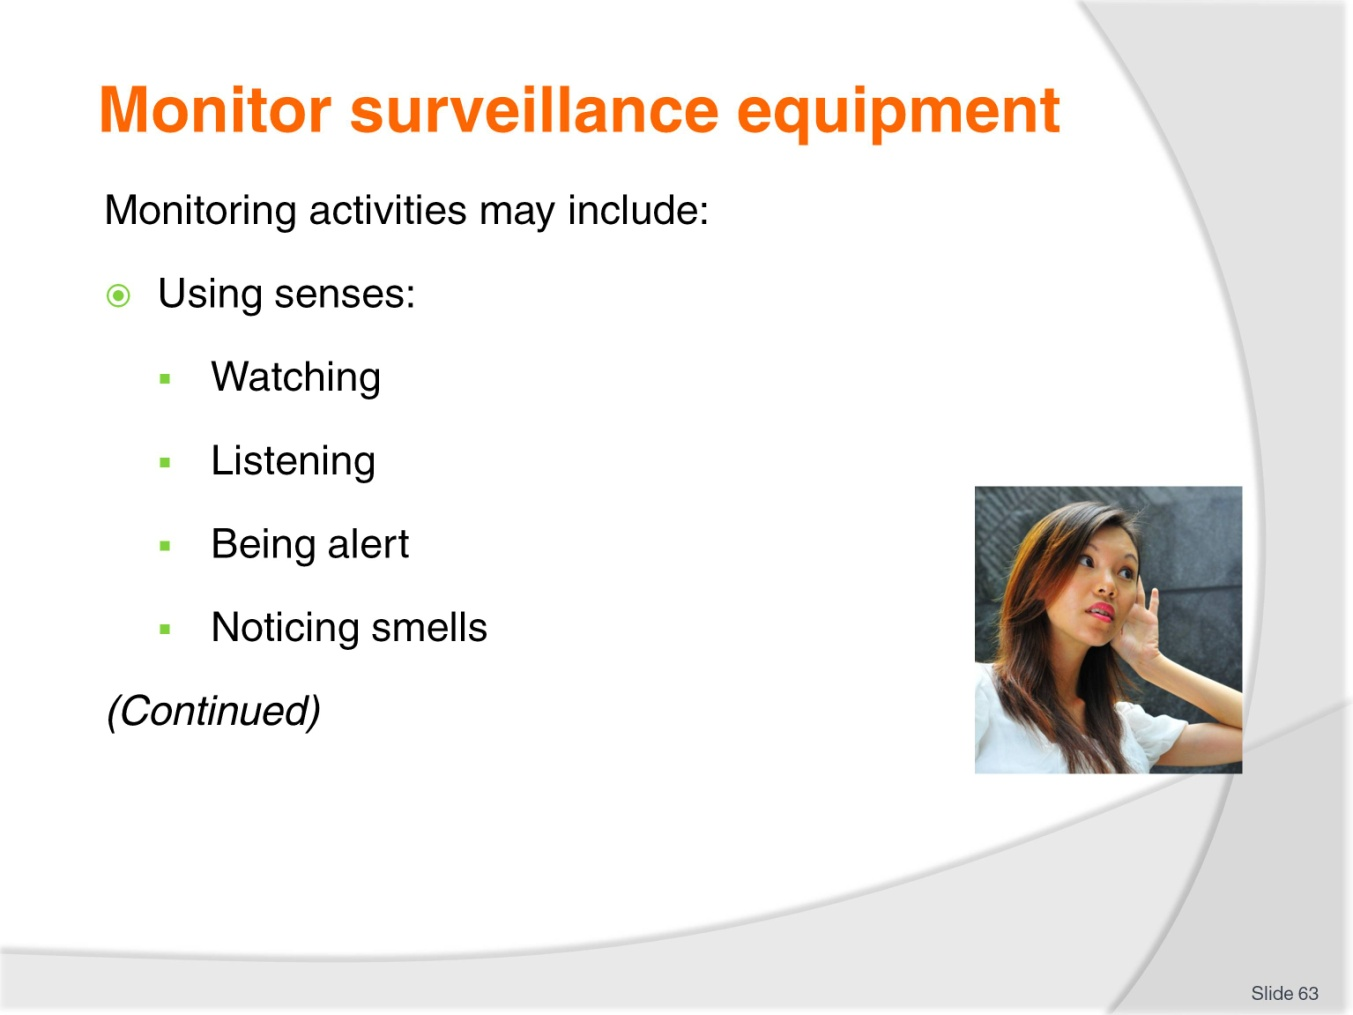 Monitor surveillance equipment
Monitoring activities may include:
Using senses:
Watching
Listening
Being alert
Noticing smells
(Continued)
Slide 63